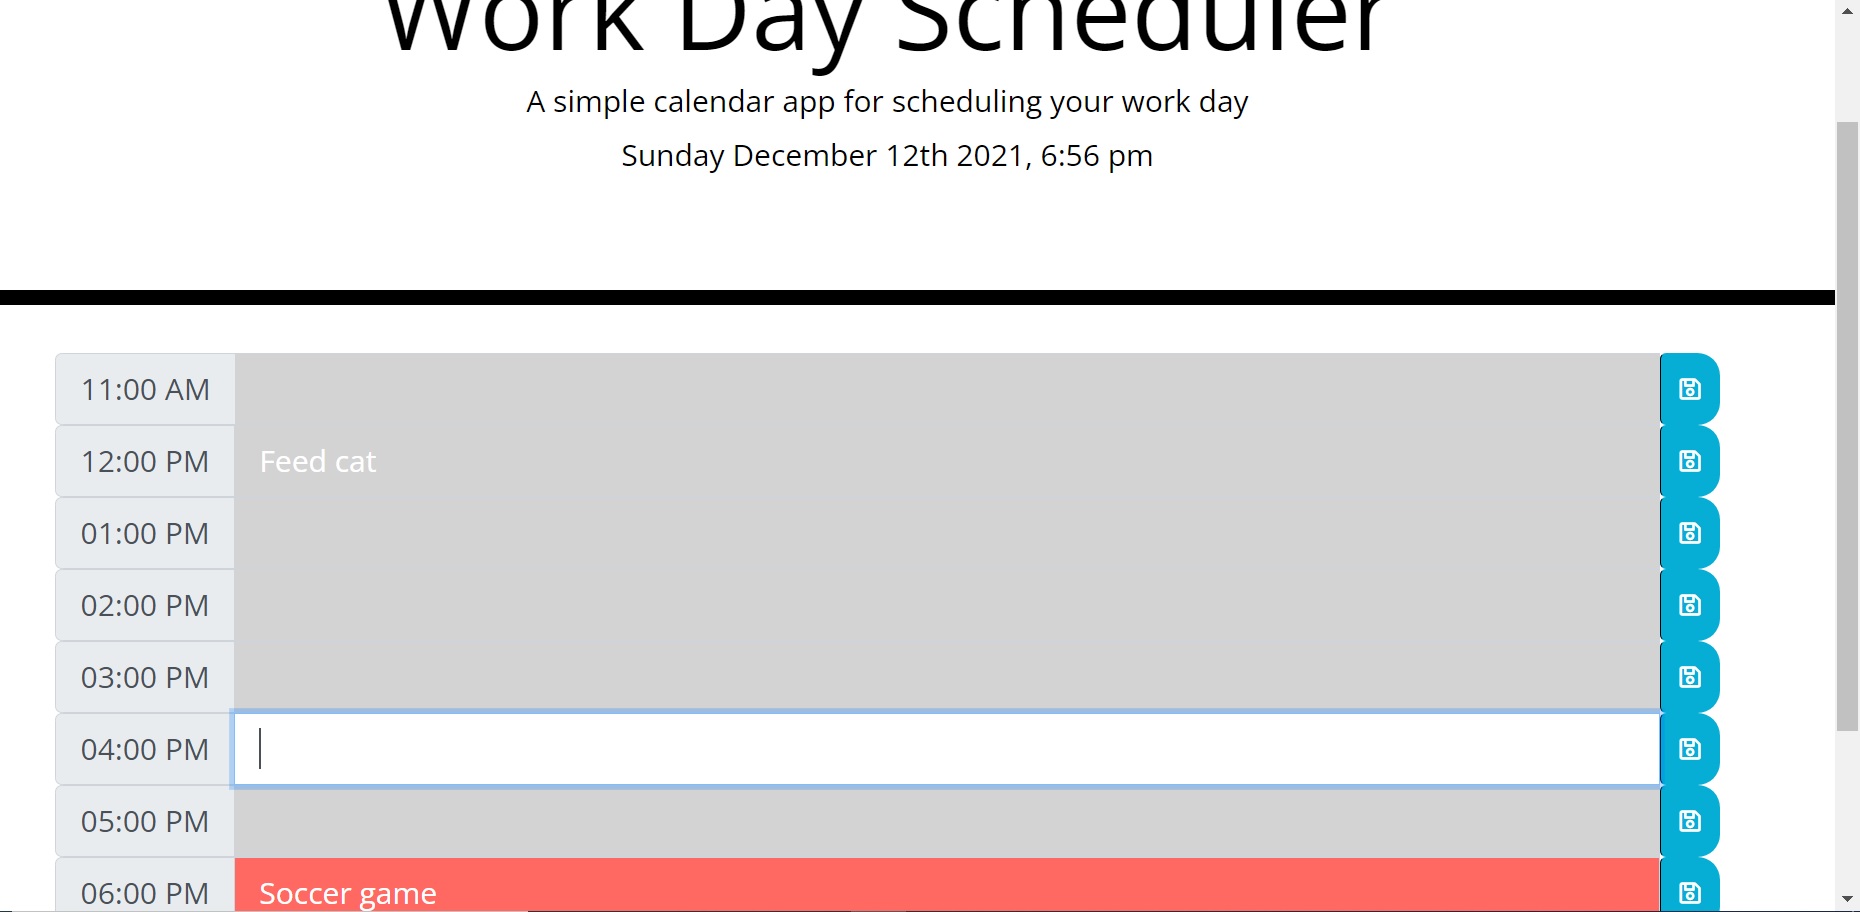 Work Day Scheduler
A simple calendar app for scheduling your work day
Sunday December 12th 2021, 6:56 pm
11:00 AM
12:00 PM Feed cat
01:00 PM
02:00 PM
03:00 PM
04:00 PM
05:00 PM
06:00 PM Soccer game